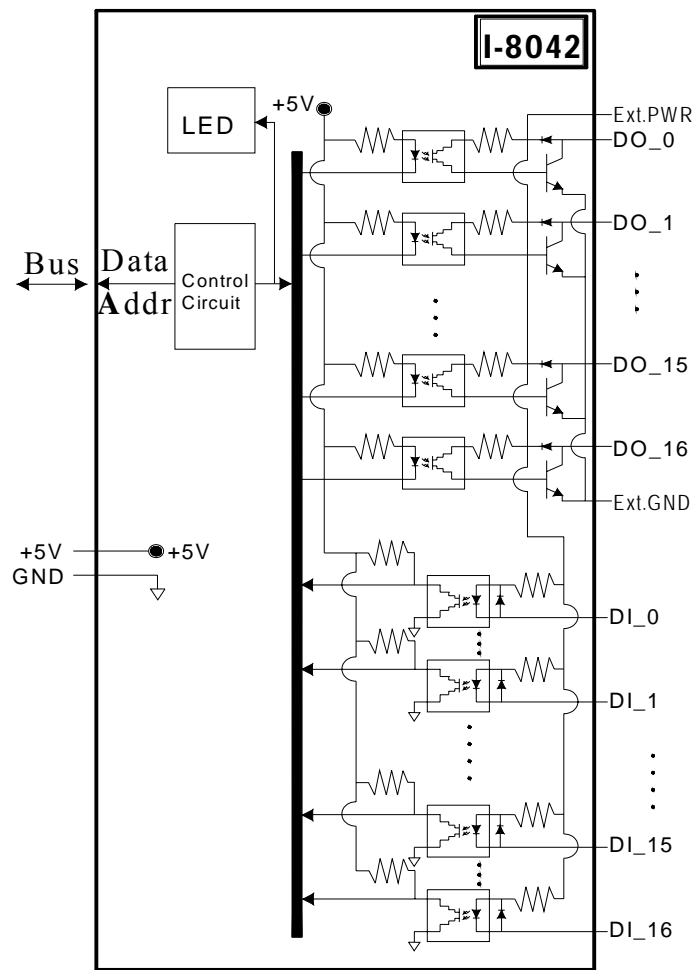 I-8042
+5V
Ext.PWR
LED
DO_0
DO_1
Bus
Data
Addr
Control
Circuit
DO_15
DO_16
Ext.GND
+5V
+5V
GND
DI_0
DI_1
DI_15
DI_16